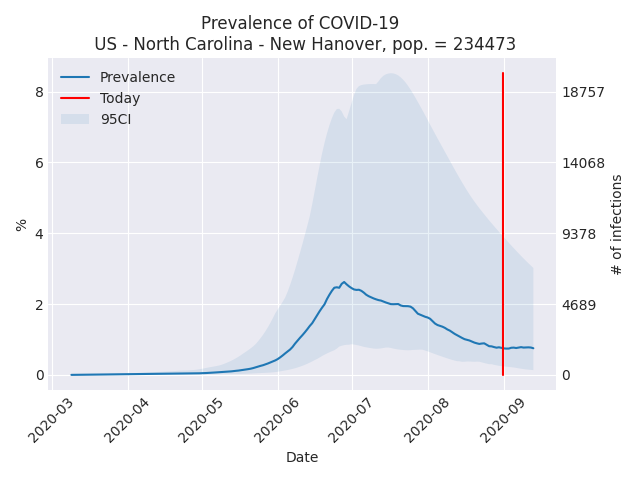 Prevalence of COVID-19
US - North Carolina - New Hanover, pop. = 234473
Prevalence
Today
95CI
8
6
4
2
0
%
18757
14068
9378
4689
0
# of infections
2020-03
2020-04
2020-05
2020-06
2020-07
2020-08
2020-09
Date